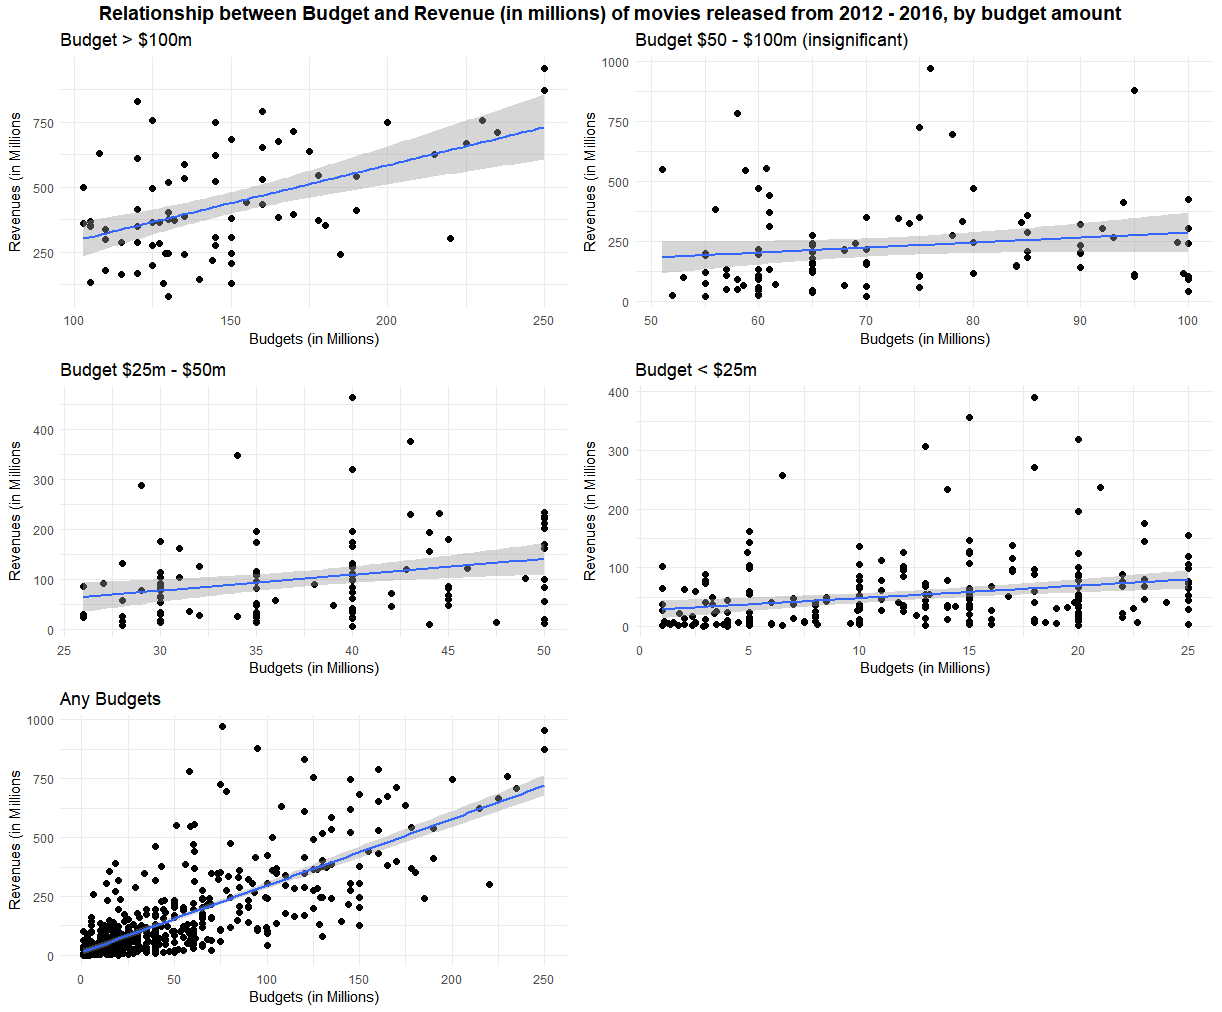 Relationship between Budget and Revenue (in millions) of movies released from 2012 - 2016, by budget amount
Budget > $100m
Revenues (in Millions
750
500
250
100 150 200 250
Budgets (in Millions)
Budget $50 - $100m (insignificant)
Revenues (in Millions
1000
750
500
250
0
50 60 70 80 90 100
Budgets (in Millions)
Budget $25m - $50m
Revenues (in Millions
400
300
200
100
0
25 30 35 40 45 50
Budgets (in Millions)
Budget < $25m
Revenues (in Millions
400
300
200
100
0
0 5 10 15 20 25
Budgets (in Millions)
Any Budgets
Revenues (in Millions
1000
750
500
250
0
0 50 100 150 200 250
Budgets (in Millions)